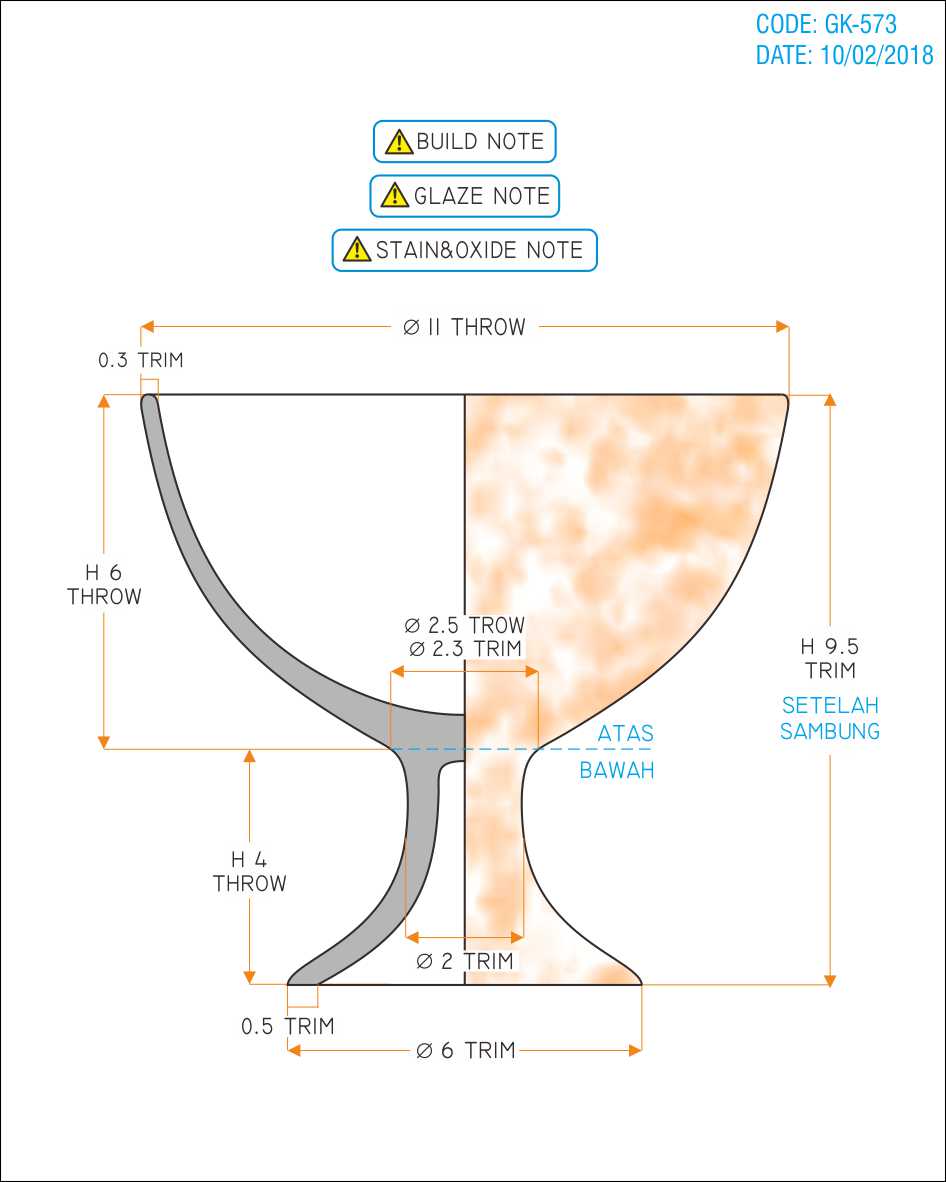 CODE: GK-573
DATE: 10/02/2018
BUILD NOTE
GLAZE NOTE
STAIN&OXIDE NOTE
Ø 11 THROW
0.3 TRIM
H 6
THROW
Ø 2.5 TROW
Ø 2.3 TRIM
H 9.5
TRIM
SETELAH
SAMBUNG
ATAS
BAWAH
H 4
THROW
Ø 2 TRIM
0.5 TRIM
Ø 6 TRIM